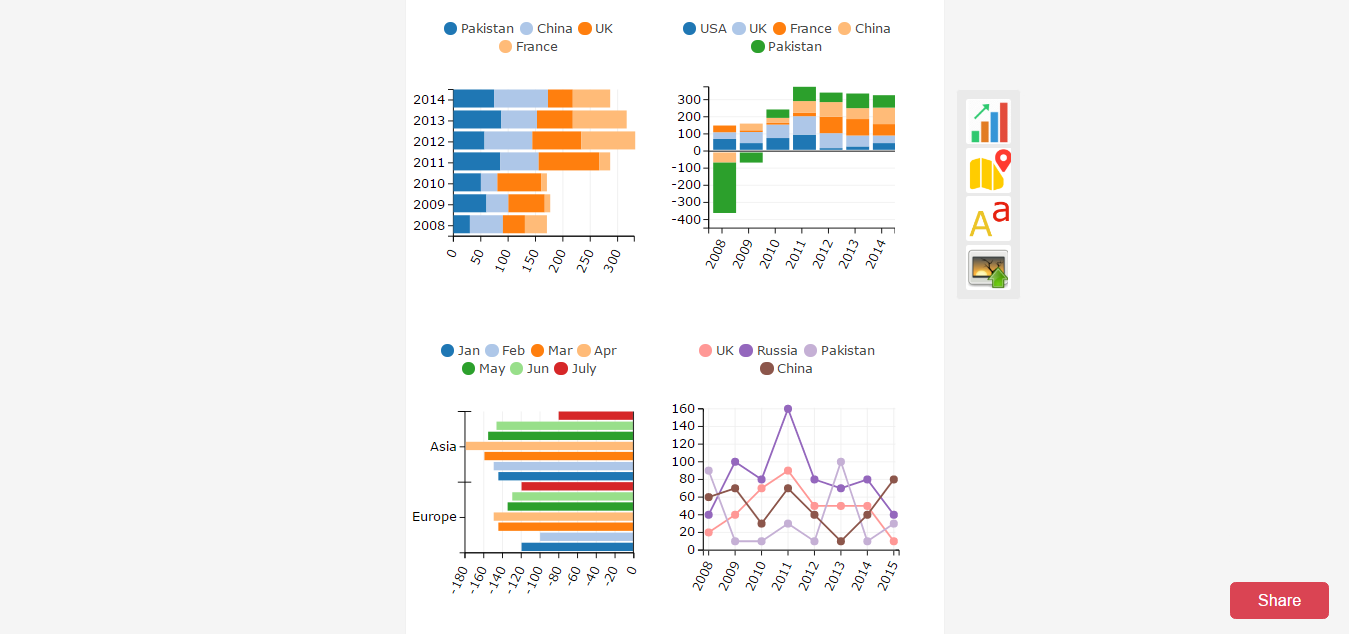 Pakistan China UK
France
2014
2013
2012
2011
2010
2009
2008
0 50 100 150 200 250 300
USA UK France China
Pakistan
300
200
100
0
-100
-200
-300
-400
2008 2009 2010 2011 2012 2013 2014
Jan Feb Mar Apr
May Jun July
Asia
Europe
-180 -160 -140 -120 -100 -80 -60 -40 -20 0
UK Russia Pakistan
China
160
140
120
100
80
60
40
20
0
2008 2009 2010 2011 2012 2013 2014 2015
Aa
Share